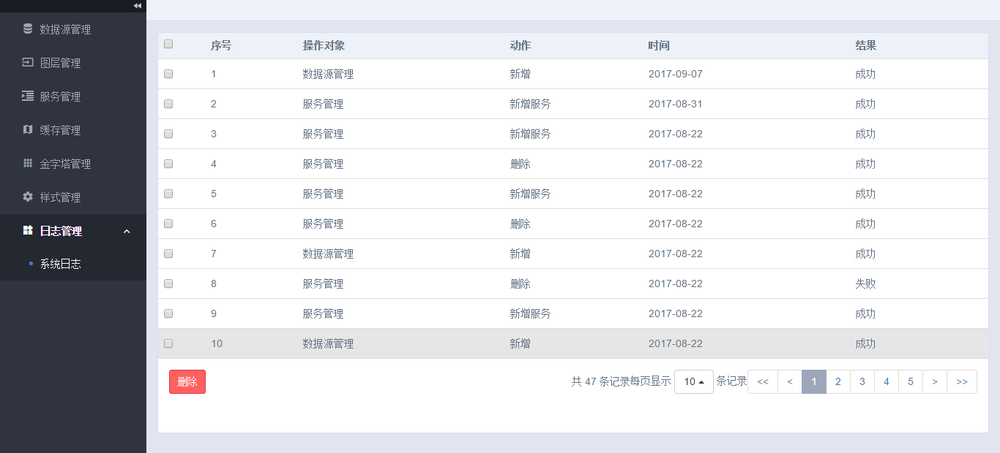 数据源管理
图层管理
服务管理
缓存管理
金字塔管理
样式管理
日志管理
系统日志
序号 操作对象 动作 时间 结果
1 数据源管理 新增 2017-09-07 成功
2 服务管理 新增服务 2017-08-31 成功
3 服务管理 新增服务 2017-08-22 成功
4 服务管理 删除 2017-08-22 成功
5 服务管理 新增服务 2017-08-22 成功
6 服务管理 删除 2017-08-22 成功
7 数据源管理 新增 2017-08-22 成功
8 服务管理 删除 2017-08-22 失败
9 服务管理 新增服务 2017-08-22 成功
10 数据源管理 新增 2017-08-22 成功
删除 共 47 条记录每页显示 10 条记录 << < 1 2 3 4 5 > >>